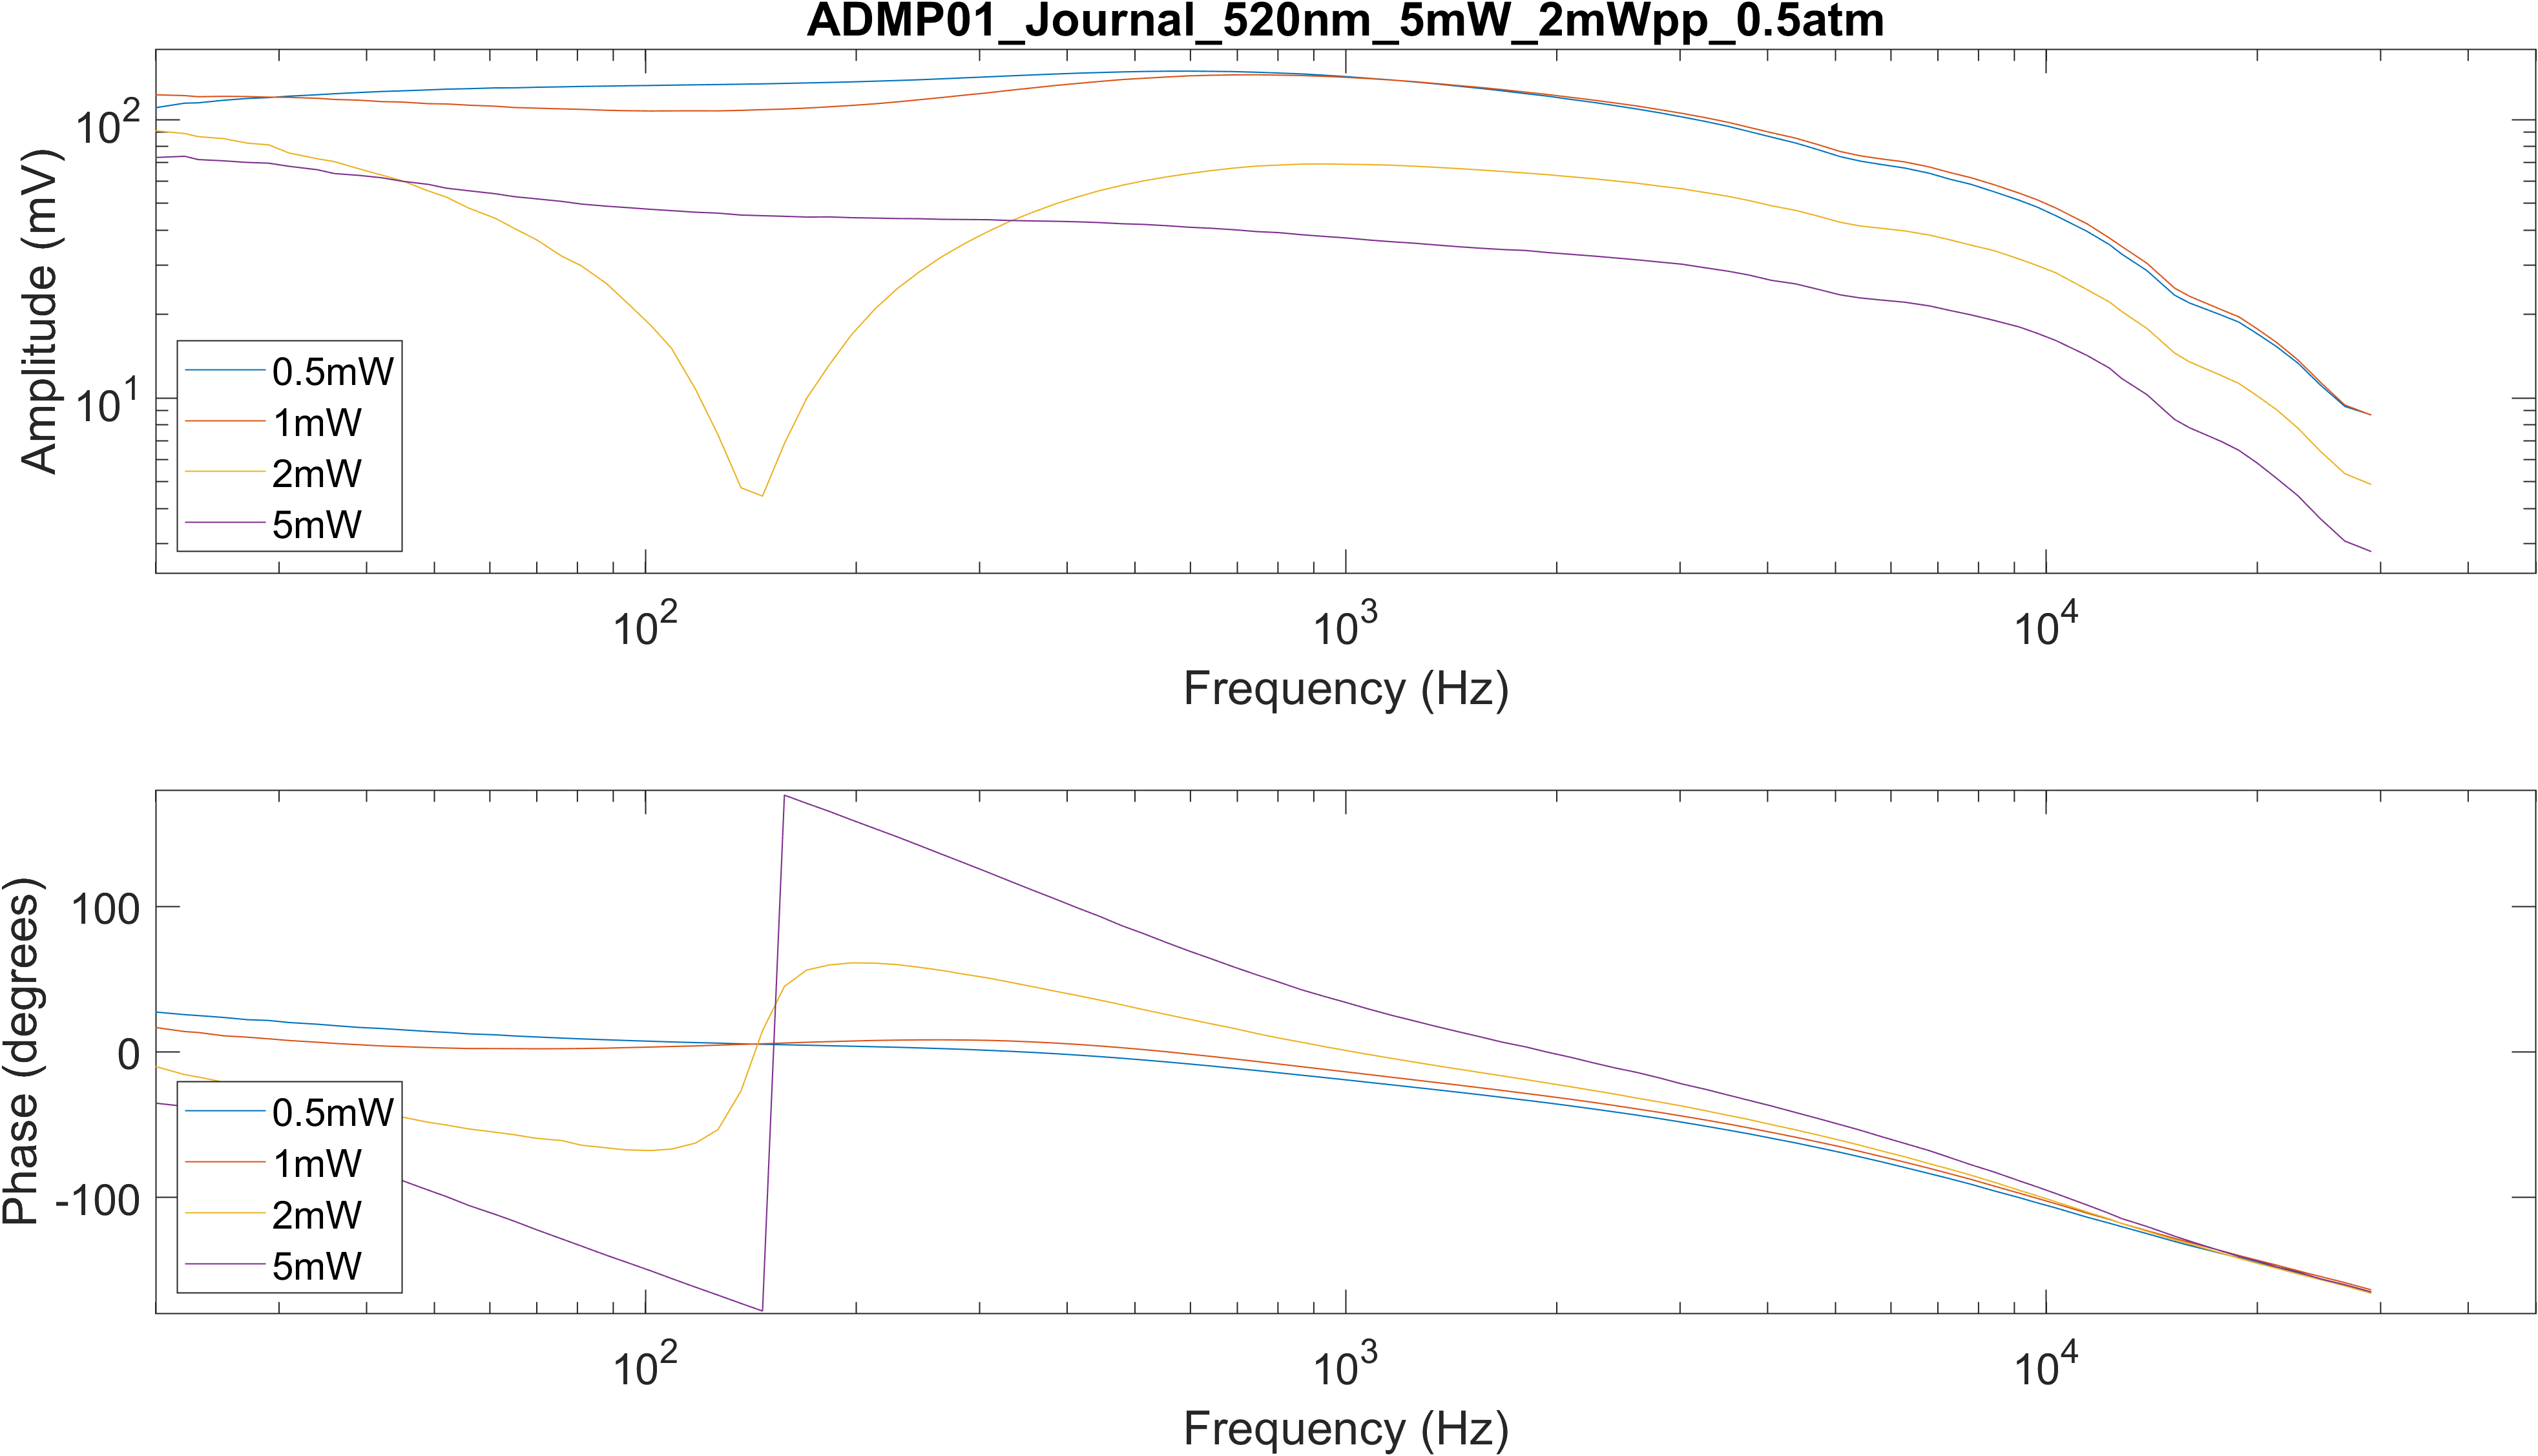 ADMP01_Journal_520nm_5mW_2mWpp_0.5atm
Amplitude (mV)
10^2
10^1
0.5mW
1mW
2mW
5mW
10^2 10^3 10^4
Frequency (Hz)
Phase (degrees)
100
0
-100
0.5mW
1mW
2mW
5mW
10^2 10^3 10^4
Frequency (Hz)